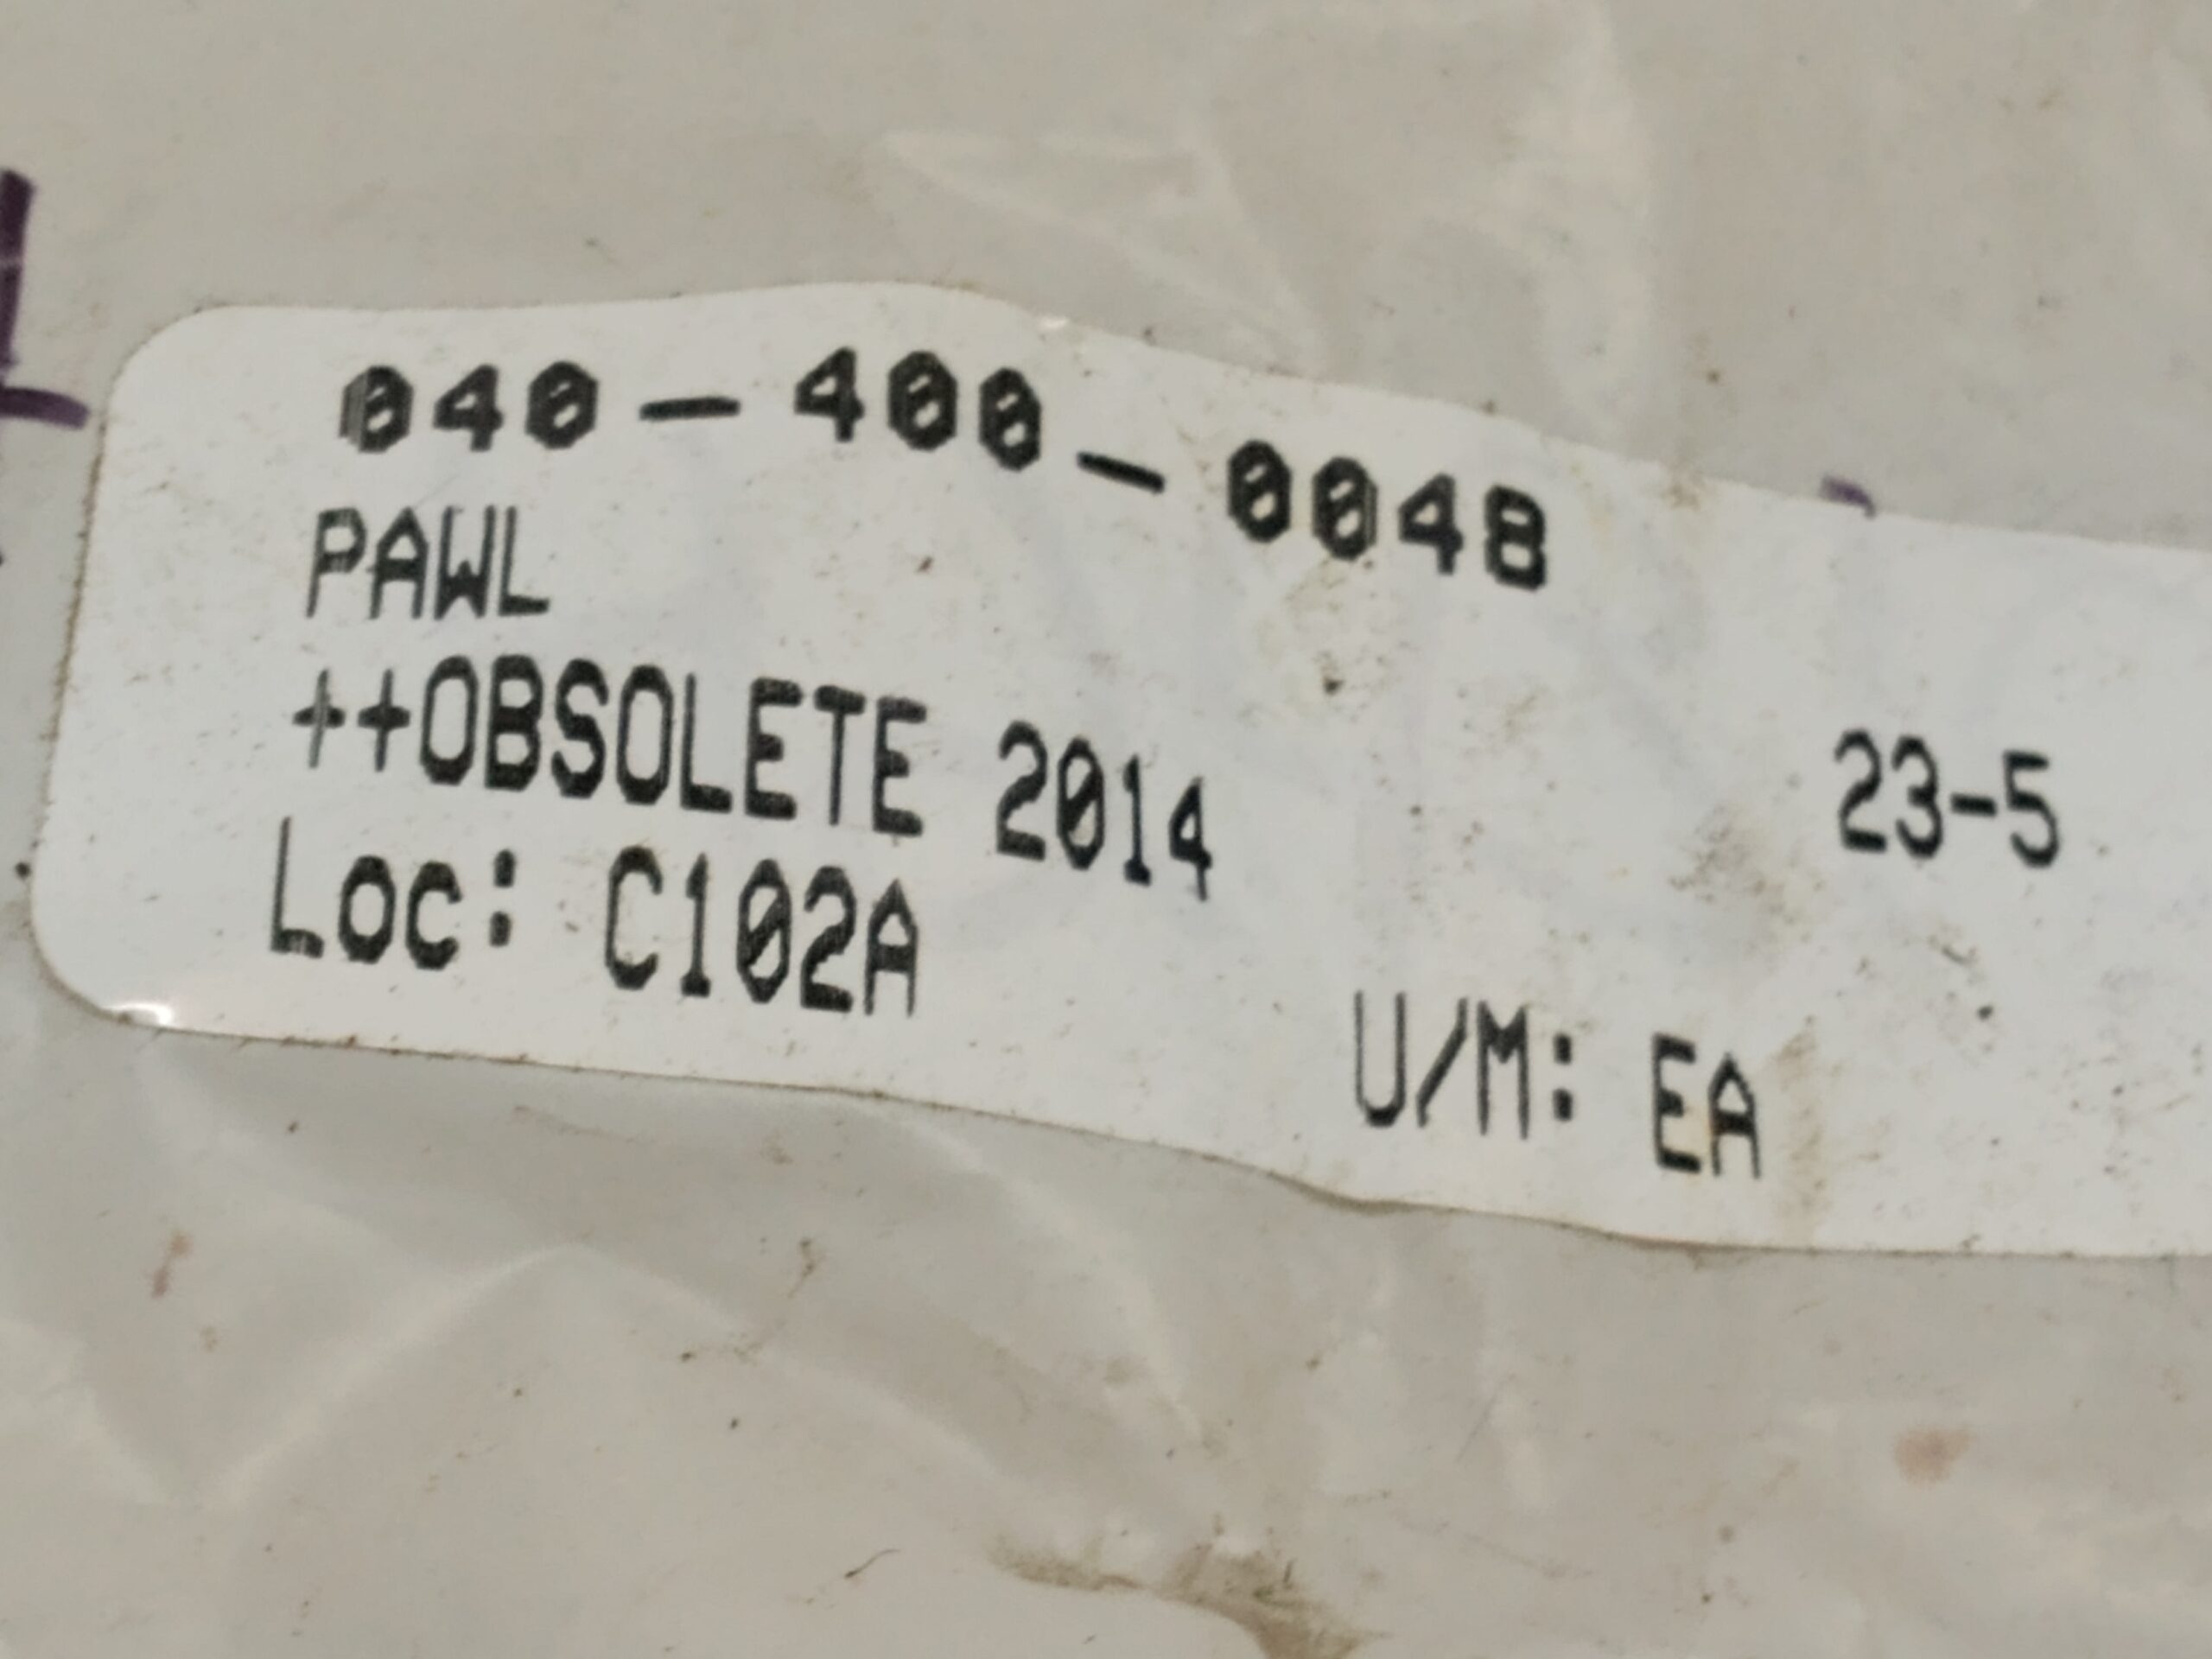 040-400-0048
PAWL
++OBSOLETE 2014 23-5
Loc: C102A U/M: EA